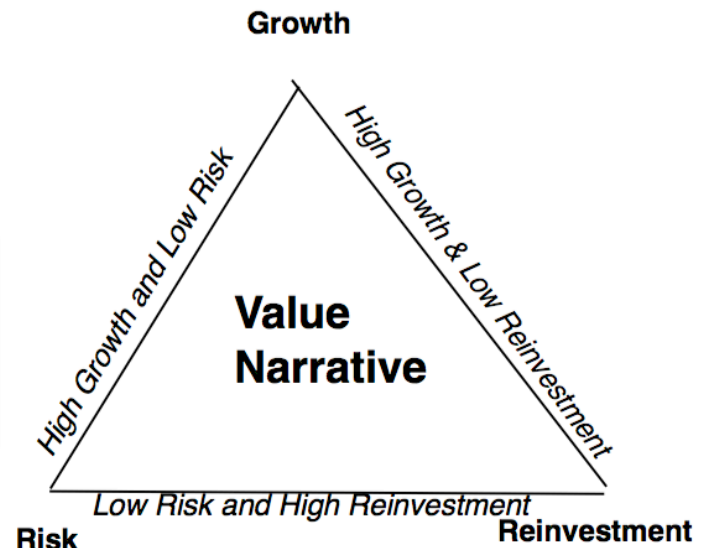 Growth
High Growth and Low Risk
High Growth & Low Reinvestment
Value
Narrative
Low Risk and High Reinvestment
Risk
Reinvestment